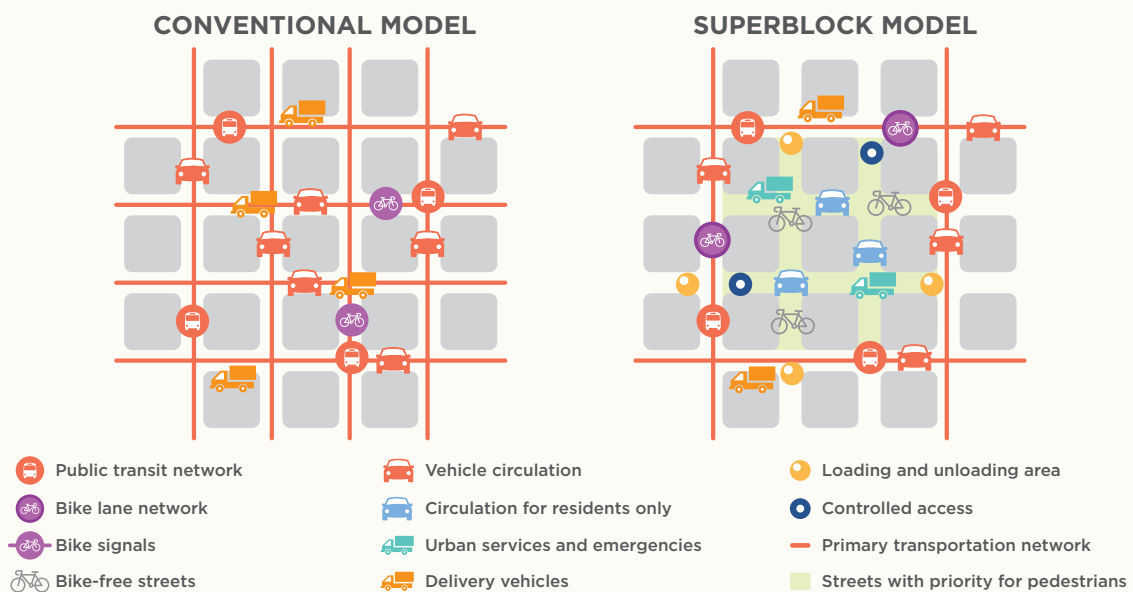 CONVENTIONAL MODEL
SUPERBLOCK MODEL
Public transit network
Vehicle circulation
Loading and unloading area
Bike lane network
Circulation for residents only
Controlled access
Bike signals
Urban services and emergencies
Primary transportation network
Bike-free streets
Delivery vehicles
Streets with priority for pedestrians